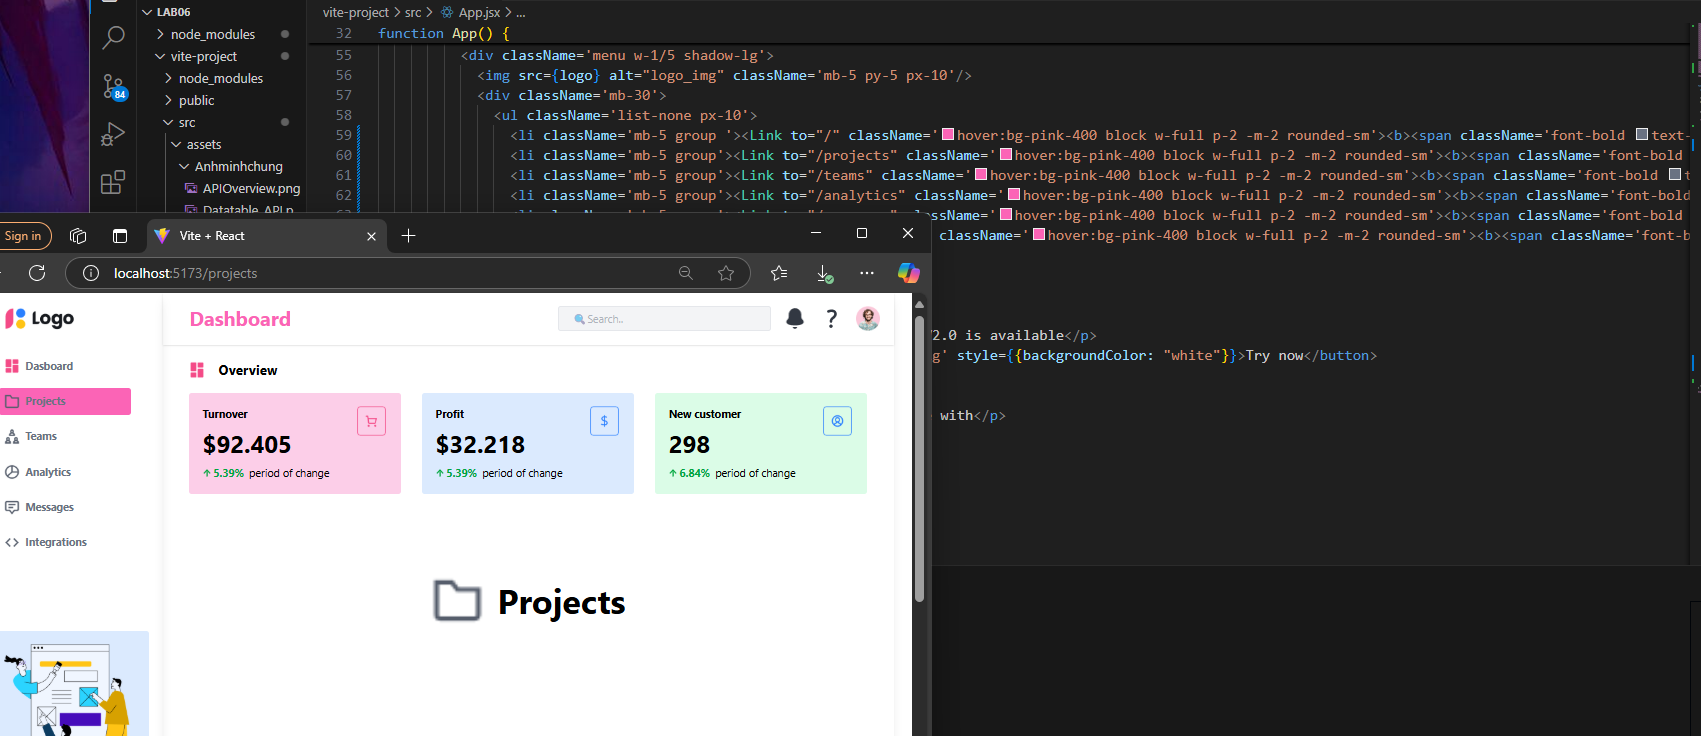 LAB06
node_modules
vite-project
node_modules
public
src
assets
Anhminhchung
APIOverview.png
Datatable_API.p
84
vite-project > src > App.jsx > ...
32 function App() {
55 <div className='menu w-1/5 shadow-lg'>
56 <img src={logo} alt="logo_img" className='mb-5 py-5 px-10'/>
57 <div className='mb-30'>
58 <ul className='list-none px-10'>
59 <li className='mb-5 group '><Link to="/" className='hover:bg-pink-400 block w-full p-2 -m-2 rounded-sm'><b><span className='font-bold text-
60 <li className='mb-5 group'><Link to="/projects" className='hover:bg-pink-400 block w-full p-2 -m-2 rounded-sm'><b><span className='font-bold
61 <li className='mb-5 group'><Link to="/teams" className='hover:bg-pink-400 block w-full p-2 -m-2 rounded-sm'><b><span className='font-bold t
62 <li className='mb-5 group'><Link to="/analytics" className='hover:bg-pink-400 block w-full p-2 -m-2 rounded-sm'><b><span className='font-bold
className='hover:bg-pink-400 block w-full p-2 -m-2 rounded-sm'><b><span className='font-bold
className='hover:bg-pink-400 block w-full p-2 -m-2 rounded-sm'><b><span className='font-b
2.0 is available</p>
g' style={{backgroundColor: "white"}}>Try now</button>
with</p>
Sign in
Vite + React
localhost:5173/projects
Logo
Dashboard
Search..
?
Dasboard
Projects
Teams
Analytics
Messages
Integrations
Overview
Turnover
$92.405
5.39% period of change
Profit
$
$32.218
5.39% period of change
New customer
298
6.84% period of change
Projects